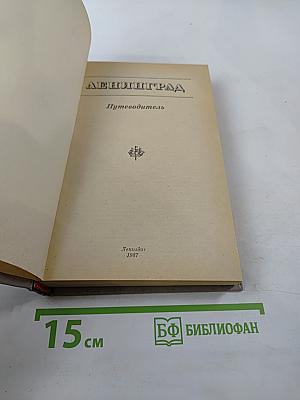 ЛЕНИНГРАД
Путеводитель
Лениздат
1987
15 см
БФ БИБЛИОФАН